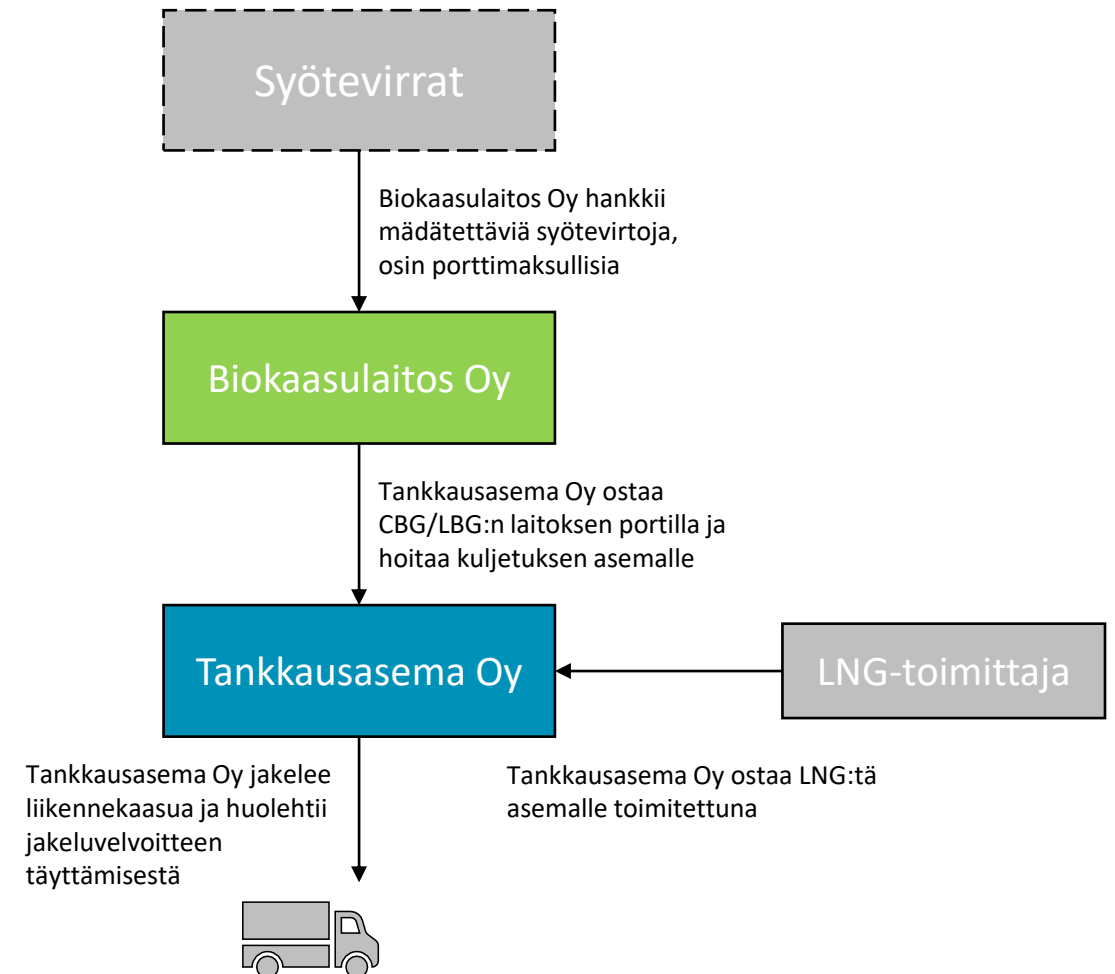 Syötevirrat
Biokaasulaitos Oy hankkii
mädätettäviä syötevirtoja,
osin porttimaksullisia
Biokaasulaitos Oy
Tankkausasema Oy ostaa
CBG/LBG:n laitoksen portilla ja
hoitaa kuljetuksen asemalle
Tankkausasema Oy
LNG-toimittaja
Tankkausasema Oy jakelee
liikennekaasua ja huolehtii
jakeluvelvoitteen
täyttämisestä
Tankkausasema Oy ostaa LNG:tä
asemalle toimitettuna